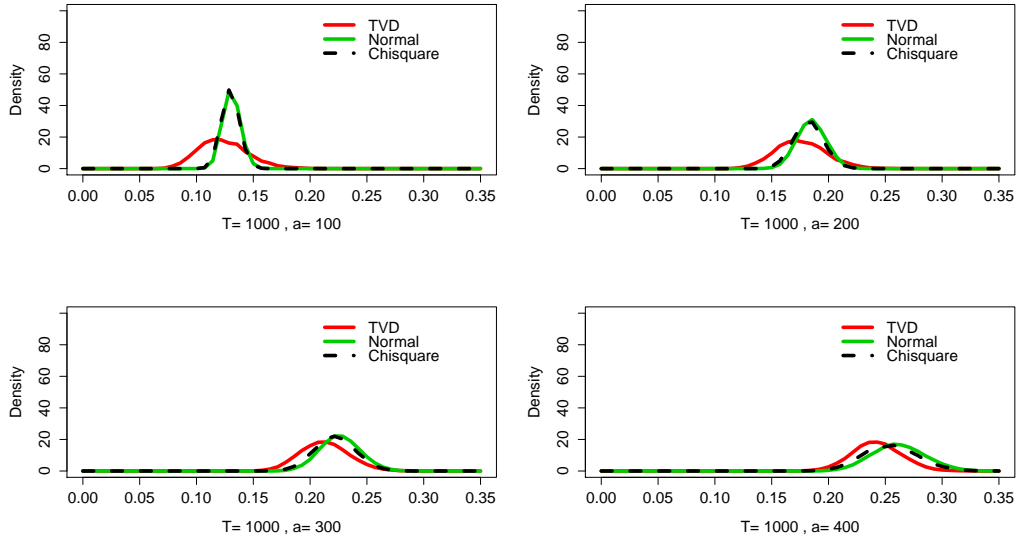 TVD
Normal
Chisquare
Density
0 20 40 60 80
0.00 0.05 0.10 0.15 0.20 0.25 0.30 0.35
T= 1000 , a= 100
TVD
Normal
Chisquare
Density
0 20 40 60 80
0.00 0.05 0.10 0.15 0.20 0.25 0.30 0.35
T= 1000 , a= 200
TVD
Normal
Chisquare
Density
0 20 40 60 80
0.00 0.05 0.10 0.15 0.20 0.25 0.30 0.35
T= 1000 , a= 300
TVD
Normal
Chisquare
Density
0 20 40 60 80
0.00 0.05 0.10 0.15 0.20 0.25 0.30 0.35
T= 1000 , a= 400